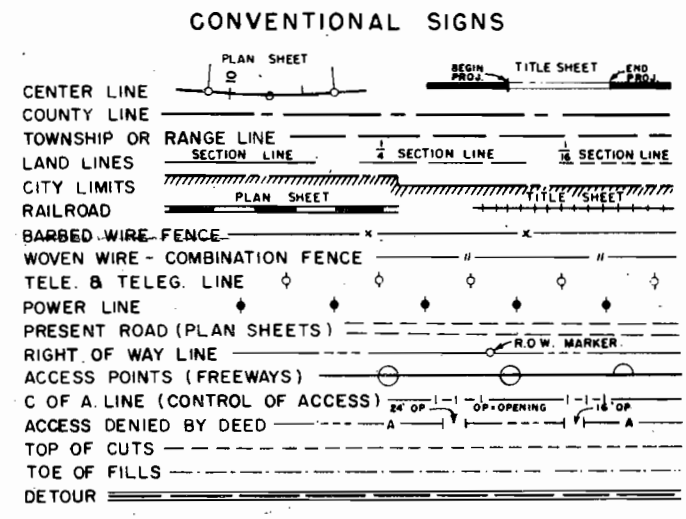 CONVENTIONAL SIGNS
PLAN SHEET
BEGIN PROJ. TITLE SHEET END PROJ.
CENTER LINE 10
COUNTY LINE
TOWNSHIP OR RANGE LINE
LAND LINES SECTION LINE 1/4 SECTION LINE 1/16 SECTION LINE
CITY LIMITS
PLAN SHEET TITLE SHEET
RAILROAD
BARBED WIRE FENCE x x
WOVEN WIRE - COMBINATION FENCE
TELE. & TELEG. LINE
POWER LINE
PRESENT ROAD (PLAN SHEETS)
R.O.W. MARKER
RIGHT OF WAY LINE
ACCESS POINTS (FREEWAYS)
C OF A. LINE (CONTROL OF ACCESS)
24' OP. OP = OPENING 16' OP.
ACCESS DENIED BY DEED A A
TOP OF CUTS
TOE OF FILLS
DETOUR